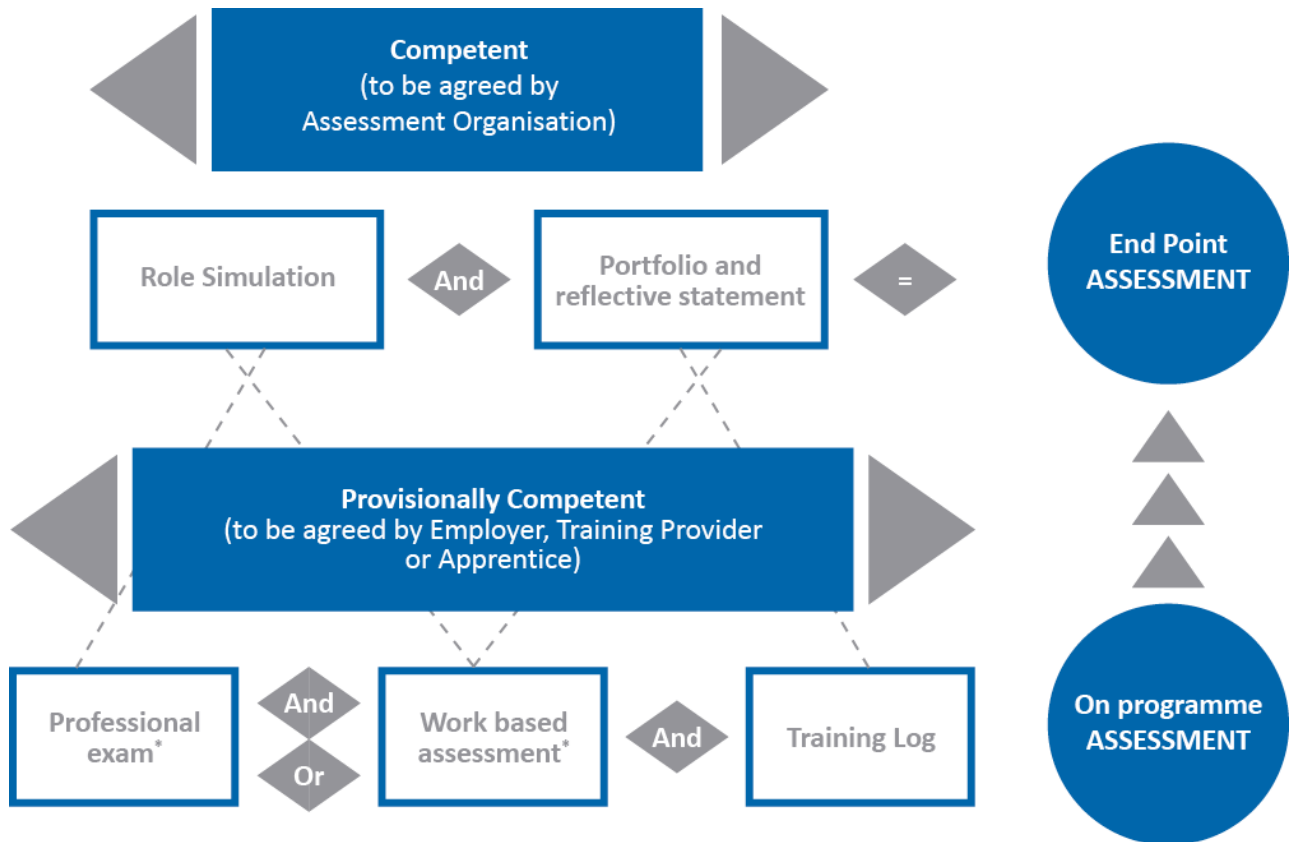 Competent
(to be agreed by
Assessment Organisation)
Role Simulation
And
Portfolio and
reflective statement
=
End Point
ASSESSMENT
Provisionally Competent
(to be agreed by Employer, Training Provider
or Apprentice)
Professional
exam*
And
Or
Work based
assessment*
And
Training Log
On programme
ASSESSMENT